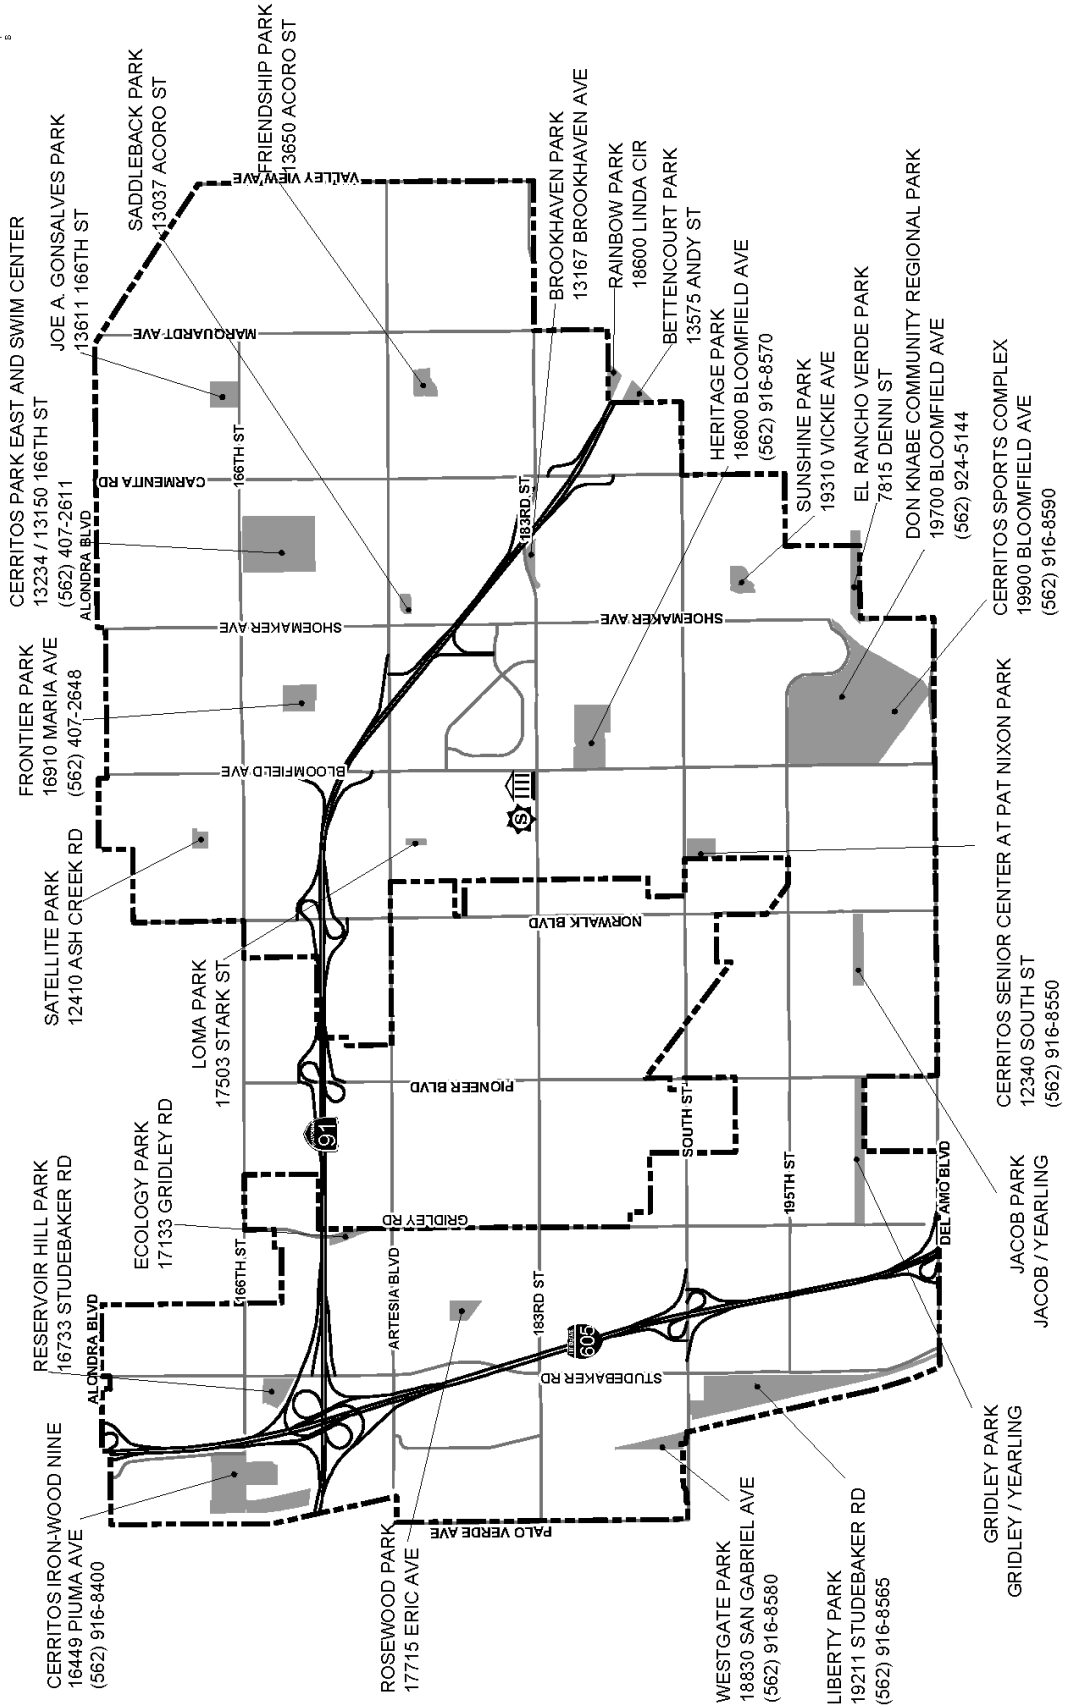 CERRITOS IRON-WOOD NINE
16449 PIUMA AVE
(562) 916-8400
RESERVOIR HILL PARK
16733 STUDEBAKER RD
ECOLOGY PARK
17133 GRIDLEY RD
LOMA PARK
17503 STARK ST
SATELLITE PARK
12410 ASH CREEK RD
FRONTIER PARK
16910 MARIA AVE
(562) 407-2648
CERRITOS PARK EAST AND SWIM CENTER
13234 / 13150 166TH ST
(562) 407-2611
JOE A. GONSALVES PARK
13611 166TH ST
SADDLEBACK PARK
13037 ACORO ST
FRIENDSHIP PARK
13650 ACORO ST
ALONDRA BLVD
ALONDRA BLVD
166TH ST
166TH ST
91
ARTESIA BLVD
183RD ST
183RD ST
605
SOUTH ST
195TH ST
DEL AMO BLVD
PALO VERDE AVE
STUDEBAKER RD
GRIDLEY RD
PIONEER BLVD
NORWALK BLVD
BLOOMFIELD AVE
SHOEMAKER AVE
SHOEMAKER AVE
CARMENITA RD
MARQUARDT AVE
VALLEY VIEW AVE
S
ROSEWOOD PARK
17715 ERIC AVE
WESTGATE PARK
18830 SAN GABRIEL AVE
(562) 916-8580
LIBERTY PARK
19211 STUDEBAKER RD
(562) 916-8565
GRIDLEY PARK
GRIDLEY / YEARLING
JACOB PARK
JACOB / YEARLING
CERRITOS SENIOR CENTER AT PAT NIXON PARK
12340 SOUTH ST
(562) 916-8550
CERRITOS SPORTS COMPLEX
19900 BLOOMFIELD AVE
(562) 916-8590
DON KNABE COMMUNITY REGIONAL PARK
19700 BLOOMFIELD AVE
(562) 924-5144
EL RANCHO VERDE PARK
7815 DENNI ST
SUNSHINE PARK
19310 VICKIE AVE
HERITAGE PARK
18600 BLOOMFIELD AVE
(562) 916-8570
BETTENCOURT PARK
13575 ANDY ST
RAINBOW PARK
18600 LINDA CIR
BROOKHAVEN PARK
13167 BROOKHAVEN AVE